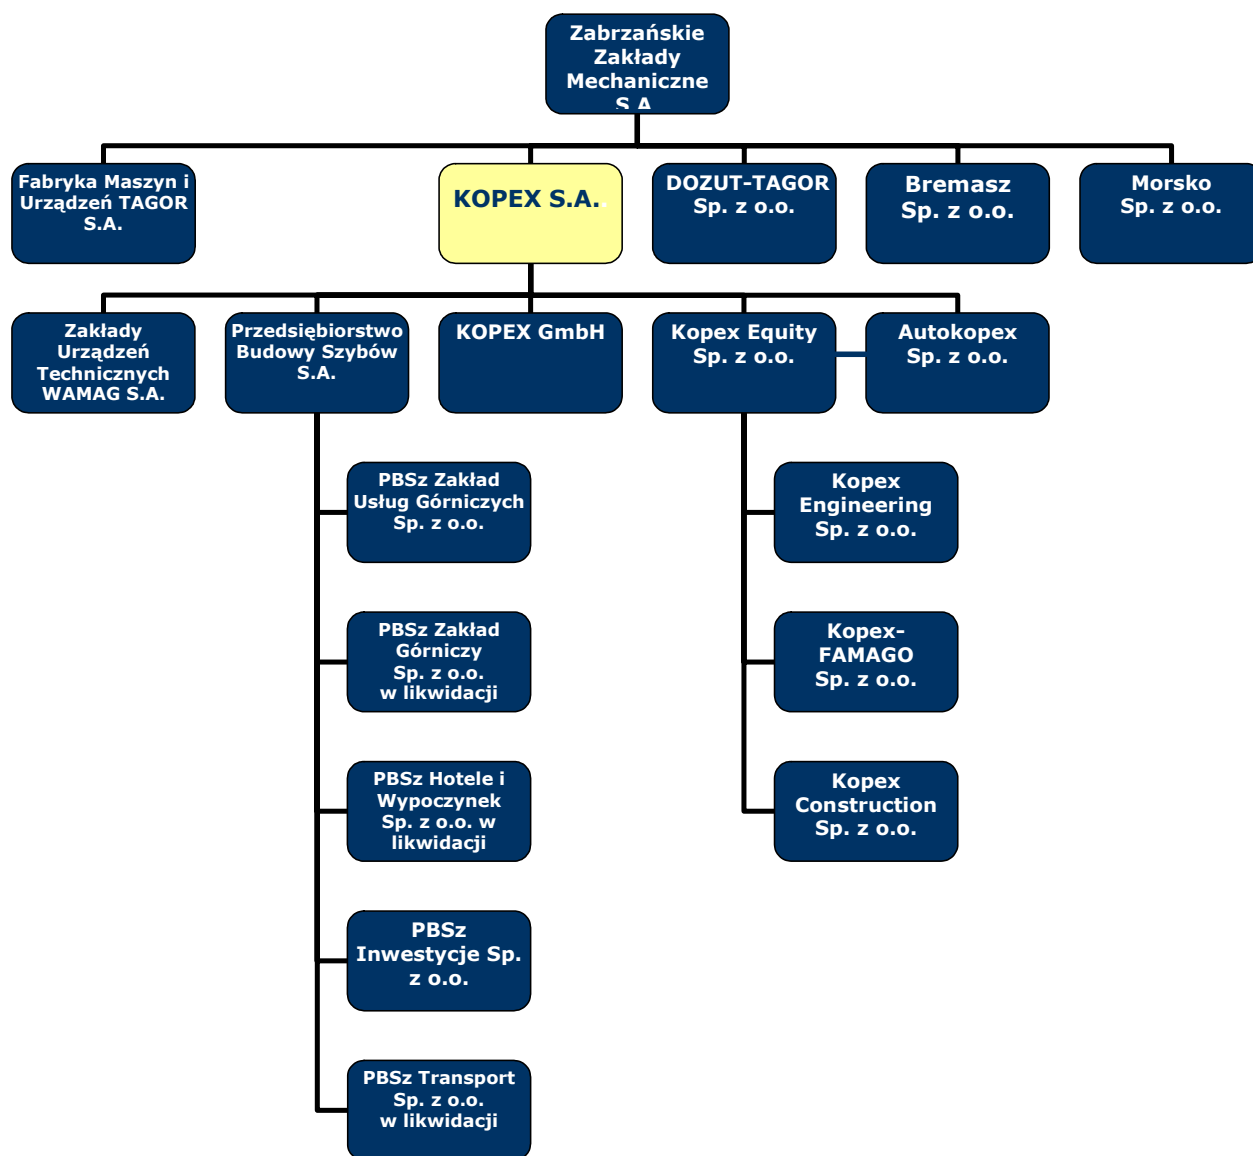 Zabrzańskie
Zakłady
Mechaniczne
S.A.
Fabryka Maszyn i
Urządzeń TAGOR
S.A.
KOPEX S.A.
DOZUT-TAGOR
Sp. z o.o.
Bremasz
Sp. z o.o.
Morsko
Sp. z o.o.
Zakłady
Urządzeń
Technicznych
WAMAG S.A.
Przedsiębiorstwo
Budowy Szybów
S.A.
KOPEX GmbH
Kopex Equity
Sp. z o.o.
Autokopex
Sp. z o.o.
PBSz Zakład
Usług Górniczych
Sp. z o.o.
Kopex
Engineering
Sp. z o.o.
PBSz Zakład
Górniczy
Sp. z o.o.
w likwidacji
Kopex-
FAMAGO
Sp. z o.o.
PBSz Hotele i
Wypoczynek
Sp. z o.o. w
likwidacji
Kopex
Construction
Sp. z o.o.
PBSz
Inwestycje Sp.
z o.o.
PBSz Transport
Sp. z o.o.
w likwidacji